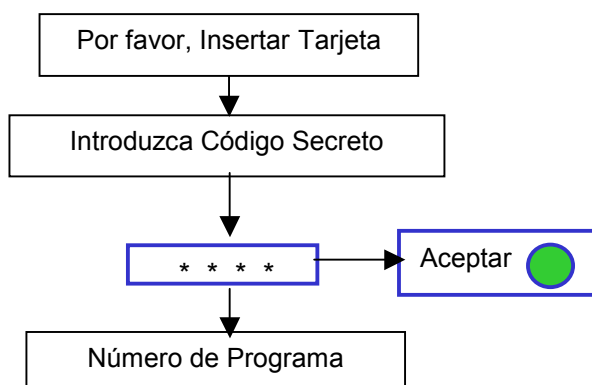 Por favor, Insertar Tarjeta
Introduzca Código Secreto
* * * *
Aceptar
Número de Programa